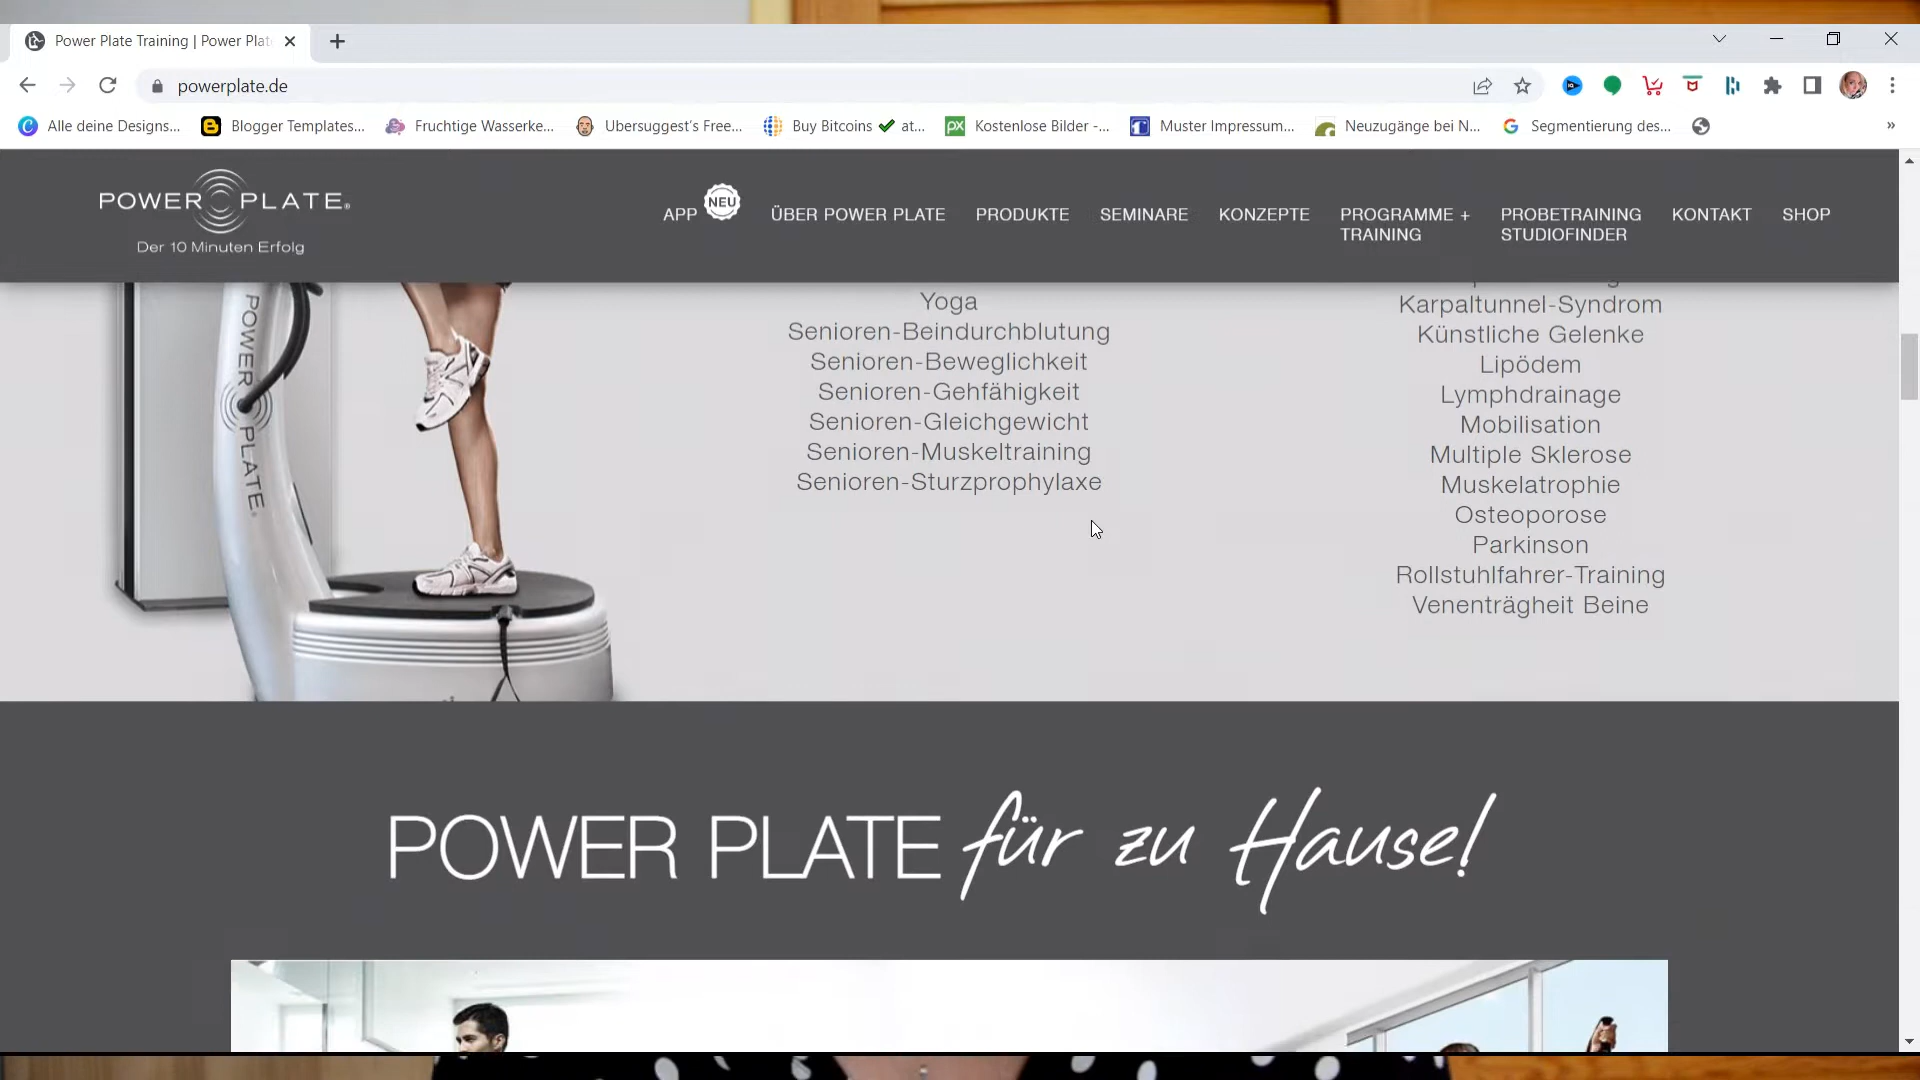 Power Plate Training | Power Plat
powerplate.de
Alle deine Designs...
Blogger Templates...
Fruchtige Wasserke...
Ubersuggest's Free...
Buy Bitcoins ✔ at...
Kostenlose Bilder -...
Muster Impressum...
Neuzugänge bei N...
Segmentierung des...
»
POWER PLATE®
Der 10 Minuten Erfolg
APP
NEU
ÜBER POWER PLATE
PRODUKTE
SEMINARE
KONZEPTE
PROGRAMME +
TRAINING
PROBETRAINING
STUDIOFINDER
KONTAKT
SHOP
POWER PLATE®
Yoga
Senioren-Beindurchblutung
Senioren-Beweglichkeit
Senioren-Gehfähigkeit
Senioren-Gleichgewicht
Senioren-Muskeltraining
Senioren-Sturzprophylaxe
Karpaltunnel-Syndrom
Künstliche Gelenke
Lipödem
Lymphdrainage
Mobilisation
Multiple Sklerose
Muskelatrophie
Osteoporose
Parkinson
Rollstuhlfahrer-Training
Venenträgheit Beine
POWER PLATE für zu Hause!